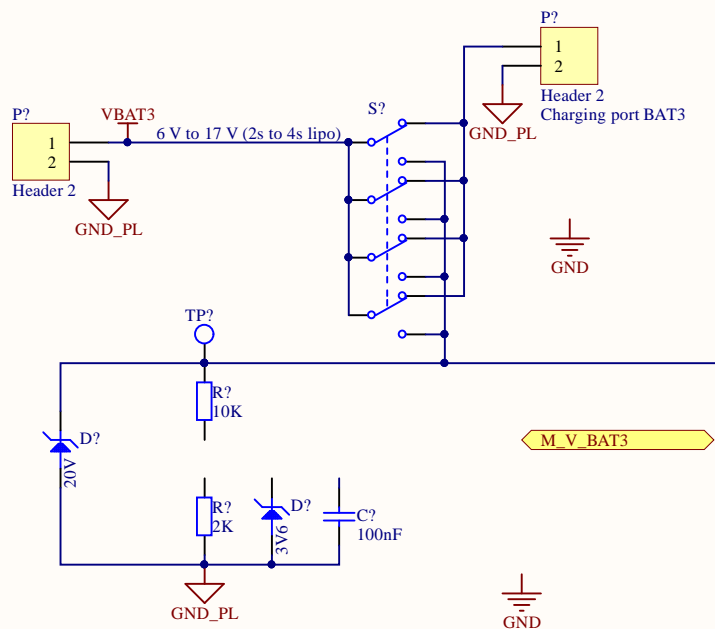 P?
1
2
Header 2
Charging port BAT3
GND_PL
S?
P?
VBAT3
6 V to 17 V (2s to 4s lipo)
1
2
Header 2
GND_PL
GND
TP?
R?
10K
D?
20V
M_V_BAT3
R?
2K
D?
3V6
C?
100nF
GND_PL
GND